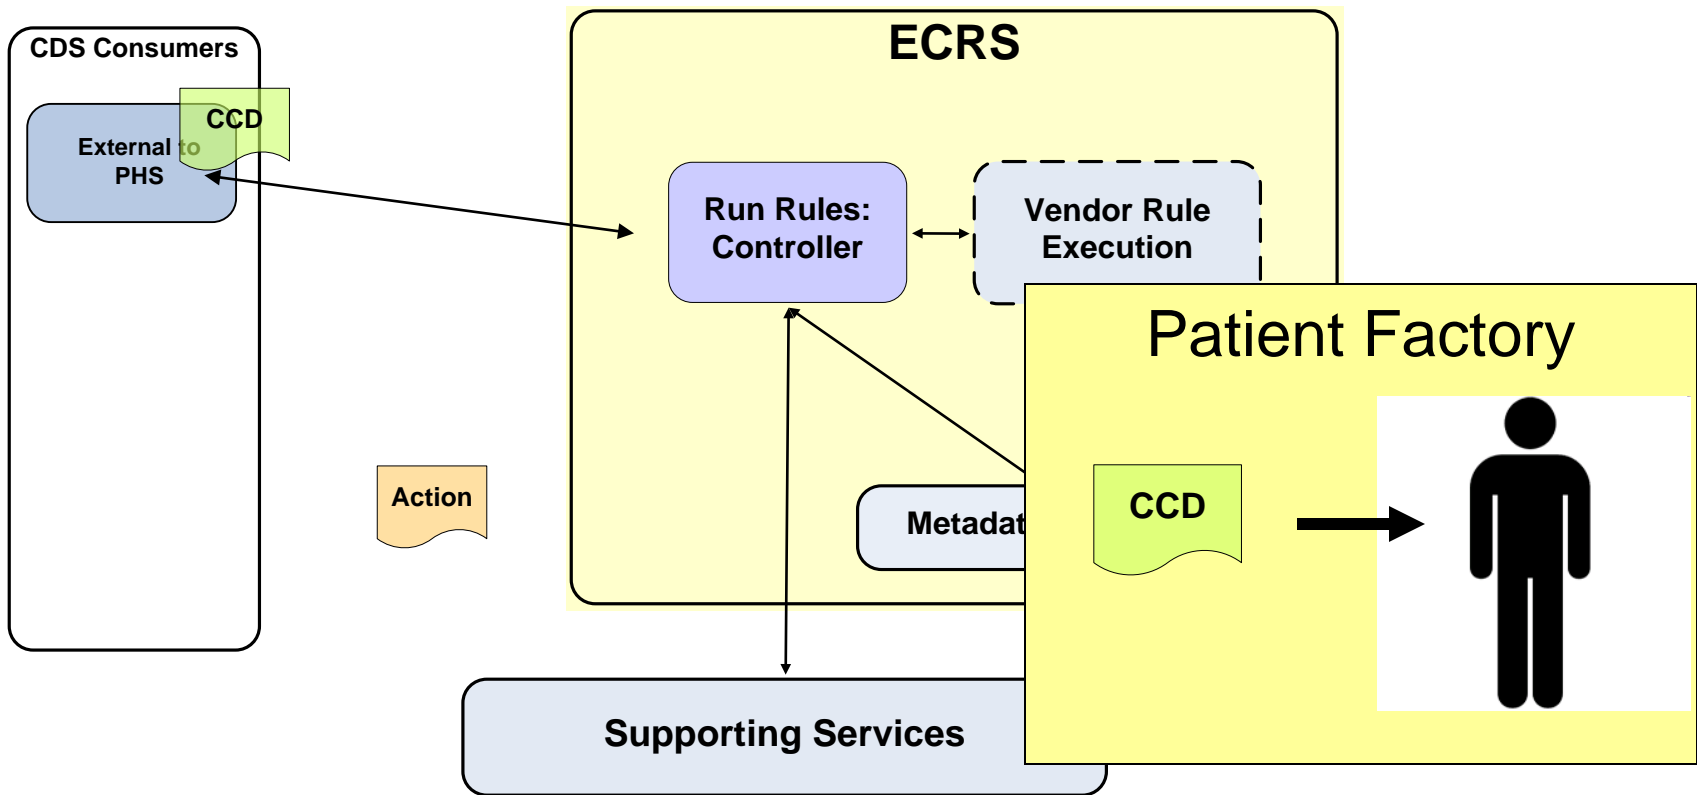 CDS Consumers
CCD
External to
PHS
ECRS
Run Rules:
Controller
Vendor Rule
Execution
Patient Factory
CCD
Action
Metadat
Supporting Services